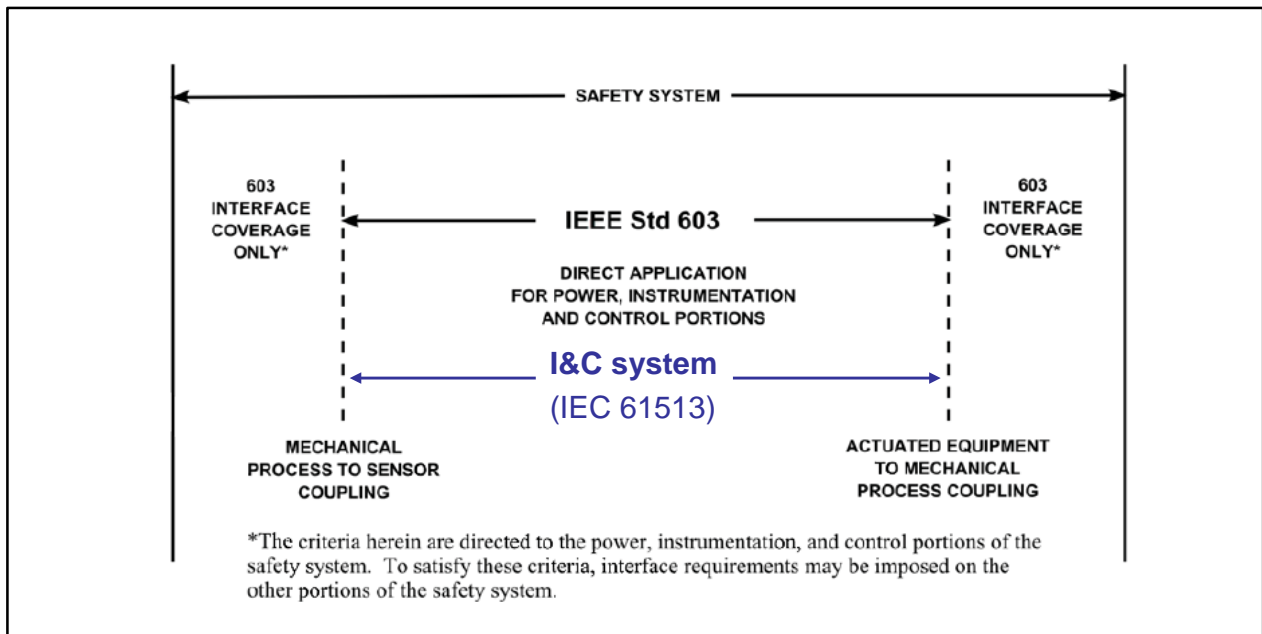 SAFETY SYSTEM
603
INTERFACE
COVERAGE
ONLY*
IEEE Std 603
603
INTERFACE
COVERAGE
ONLY*
DIRECT APPLICATION
FOR POWER, INSTRUMENTATION
AND CONTROL PORTIONS
I&C system
(IEC 61513)
MECHANICAL
PROCESS TO SENSOR
COUPLING
ACTUATED EQUIPMENT
TO MECHANICAL
PROCESS COUPLING
*The criteria herein are directed to the power, instrumentation, and control portions of the
safety system. To satisfy these criteria, interface requirements may be imposed on the
other portions of the safety system.